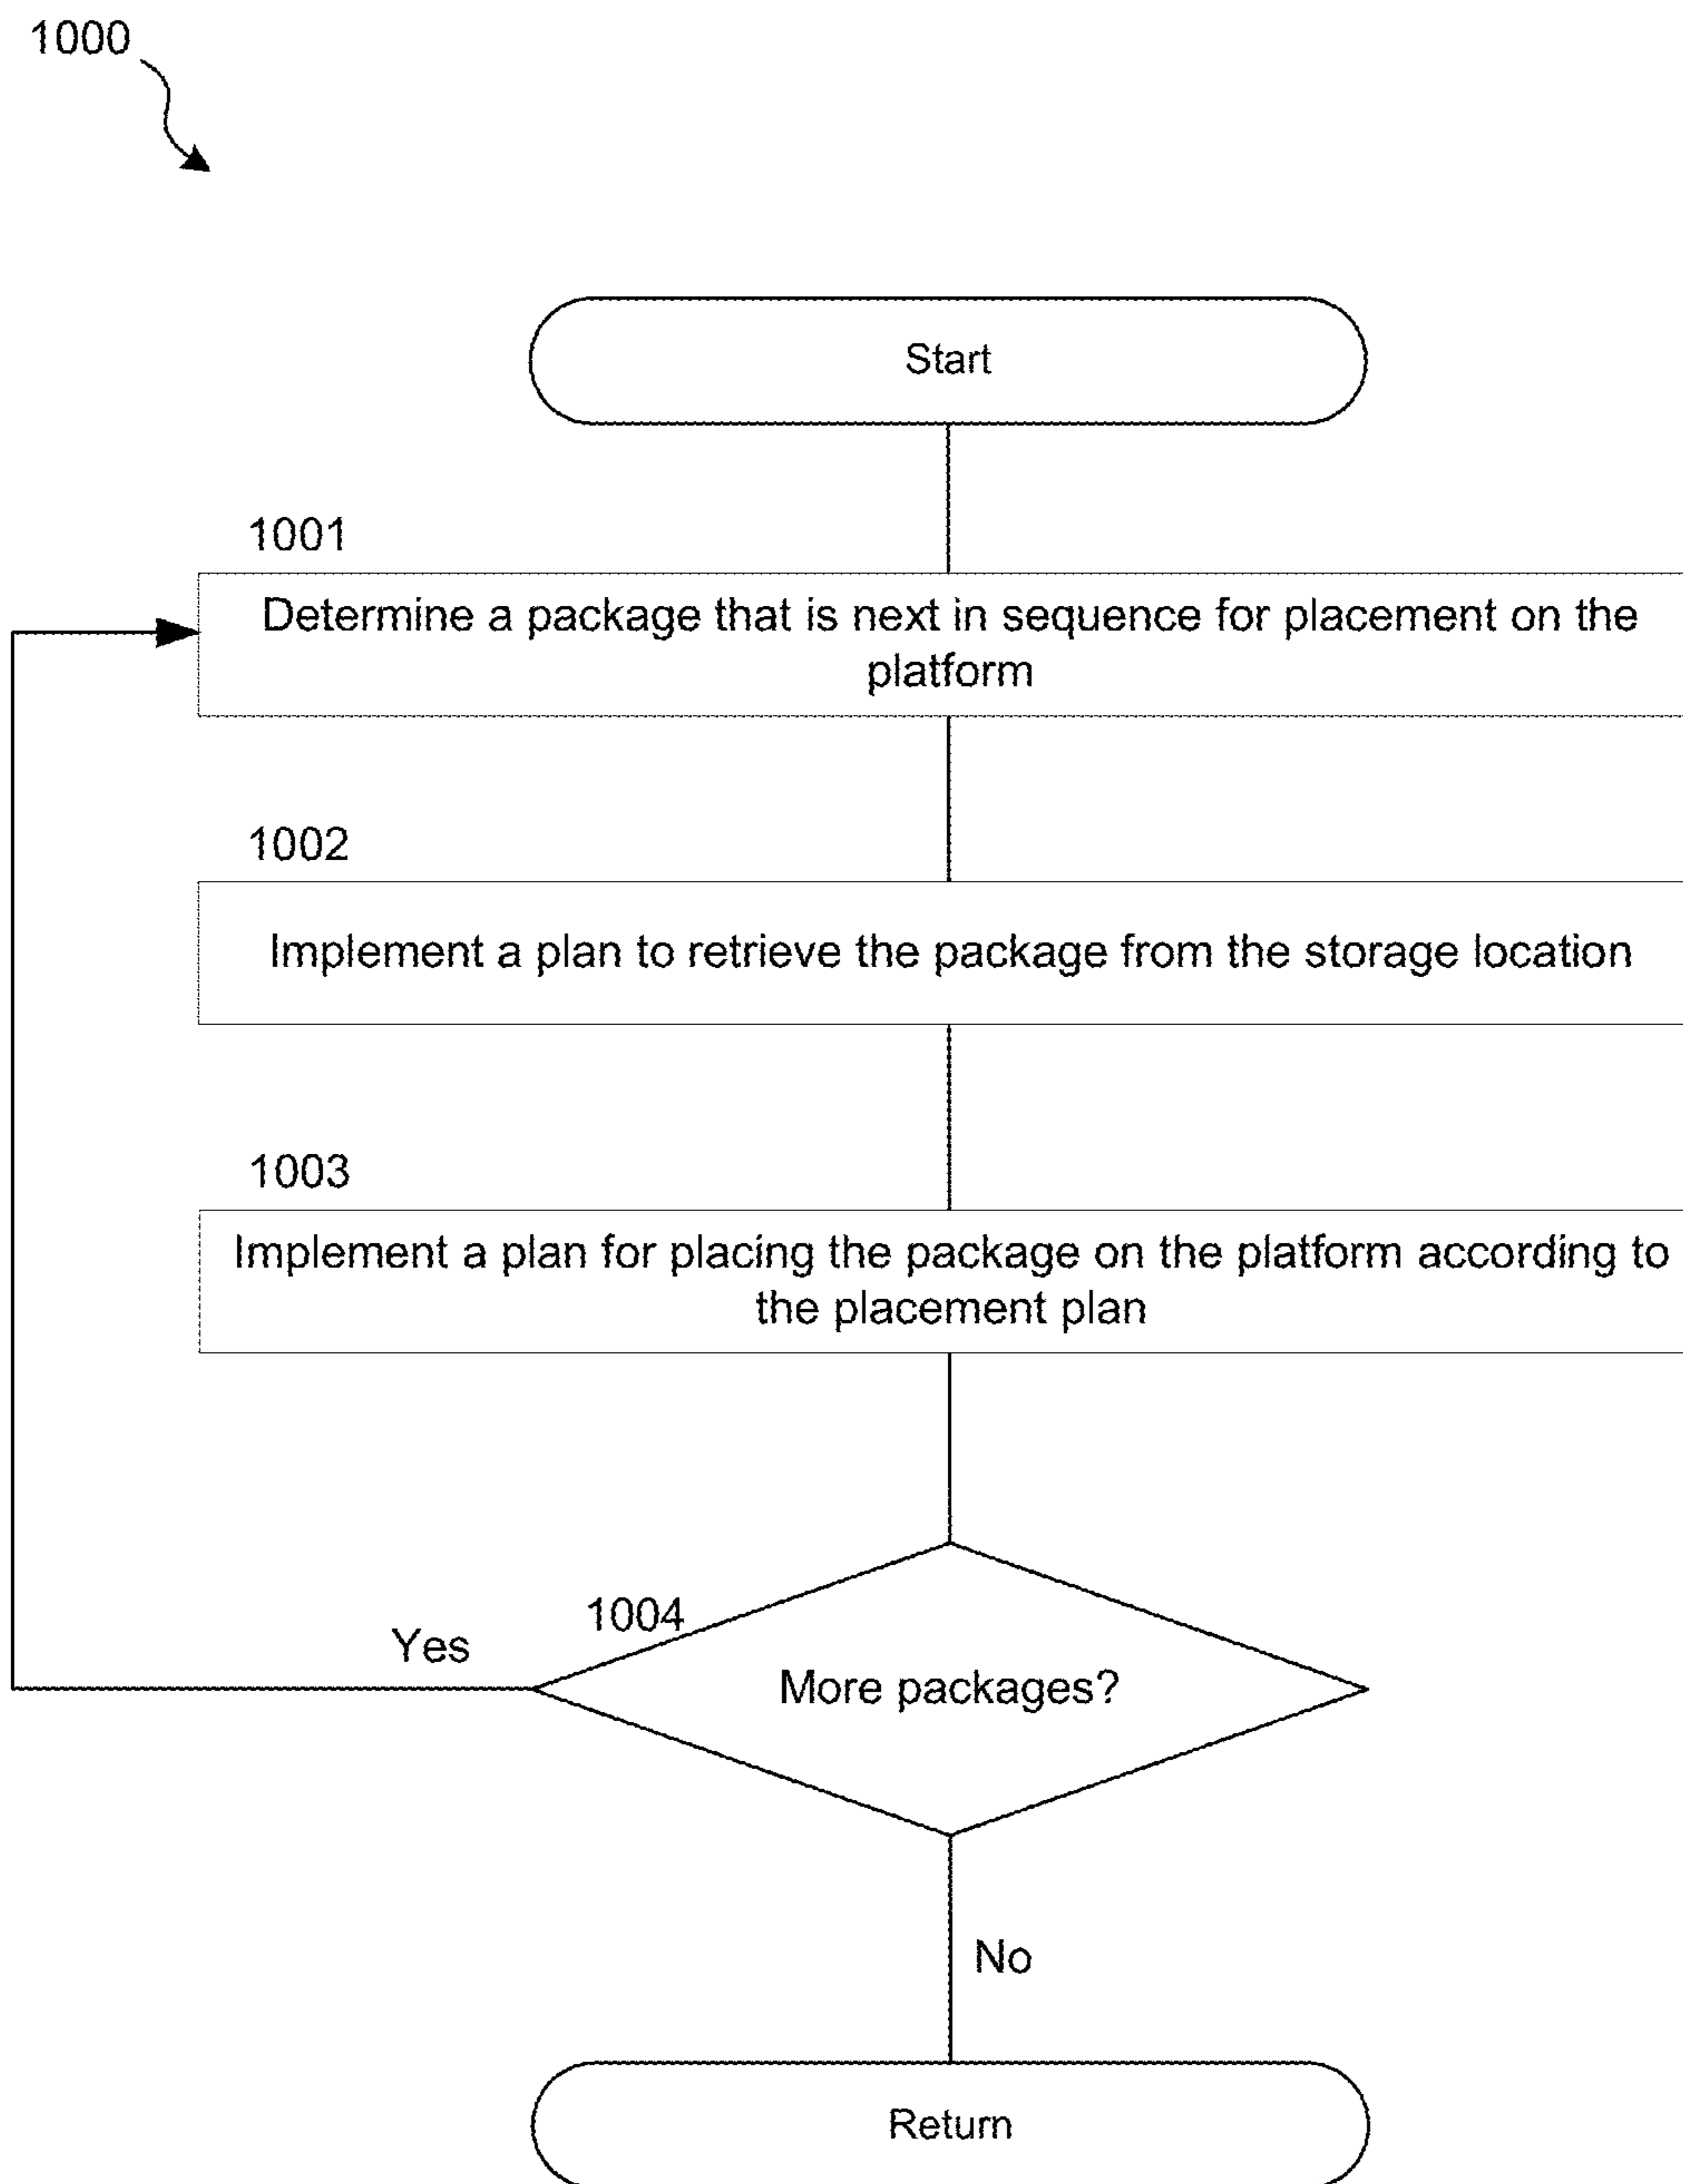 1000
Start
1001
Determine a package that is next in sequence for placement on the
platform
1002
Implement a plan to retrieve the package from the storage location
1003
Implement a plan for placing the package on the platform according to
the placement plan
1004
Yes
More packages?
No
Return